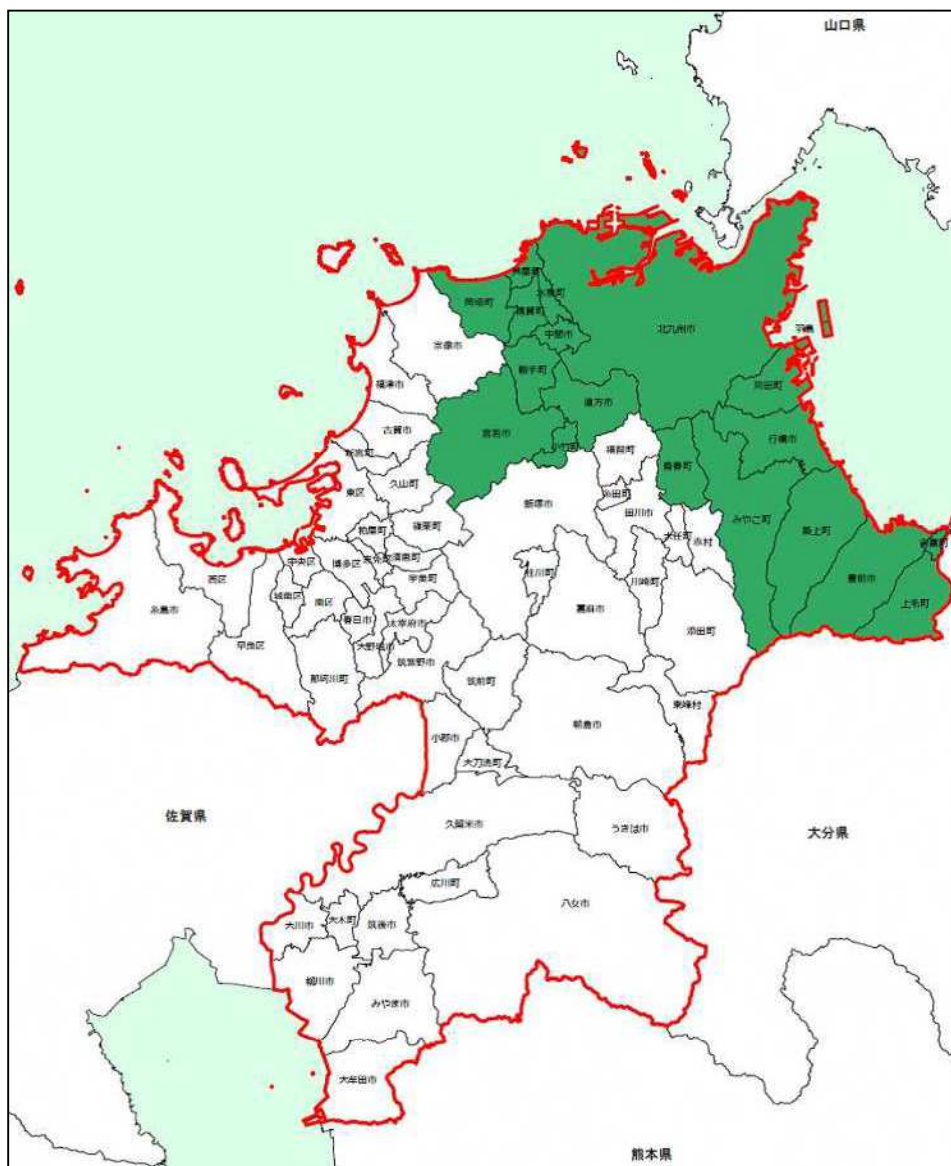 山口県
芦屋町
岡垣町
水巻町
遠賀町
北九州市
中間市
宗像市
苅田町
鞍手町
福津市
直方市
宮若市
行橋市
古賀市
小竹町
福智町
香春町
新宮町
久山町
東区
飯塚市
糸田町
田川市
みやこ町
築上町
篠栗町
粕屋町
大任町
赤村
吉富町
志免町
須恵町
中央区
博多区
宇美町
桂川町
川崎町
豊前市
上毛町
西区
城南区
南区
嘉麻市
糸島市
春日市
太宰府市
添田町
早良区
大野城市
筑紫野市
那珂川町
筑前町
東峰村
朝倉市
小郡市
大刀洗町
佐賀県
久留米市
うきは市
大分県
広川町
八女市
大川市
大木町
筑後市
柳川市
みやま市
大牟田市
熊本県